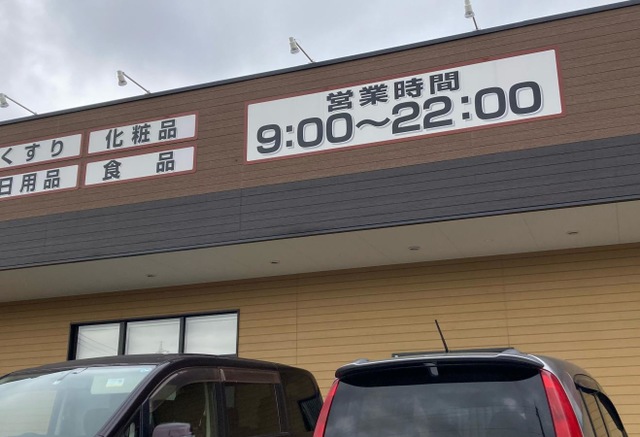 くすり
化粧品
日用品
食 品
営業時間
9:00～22:00